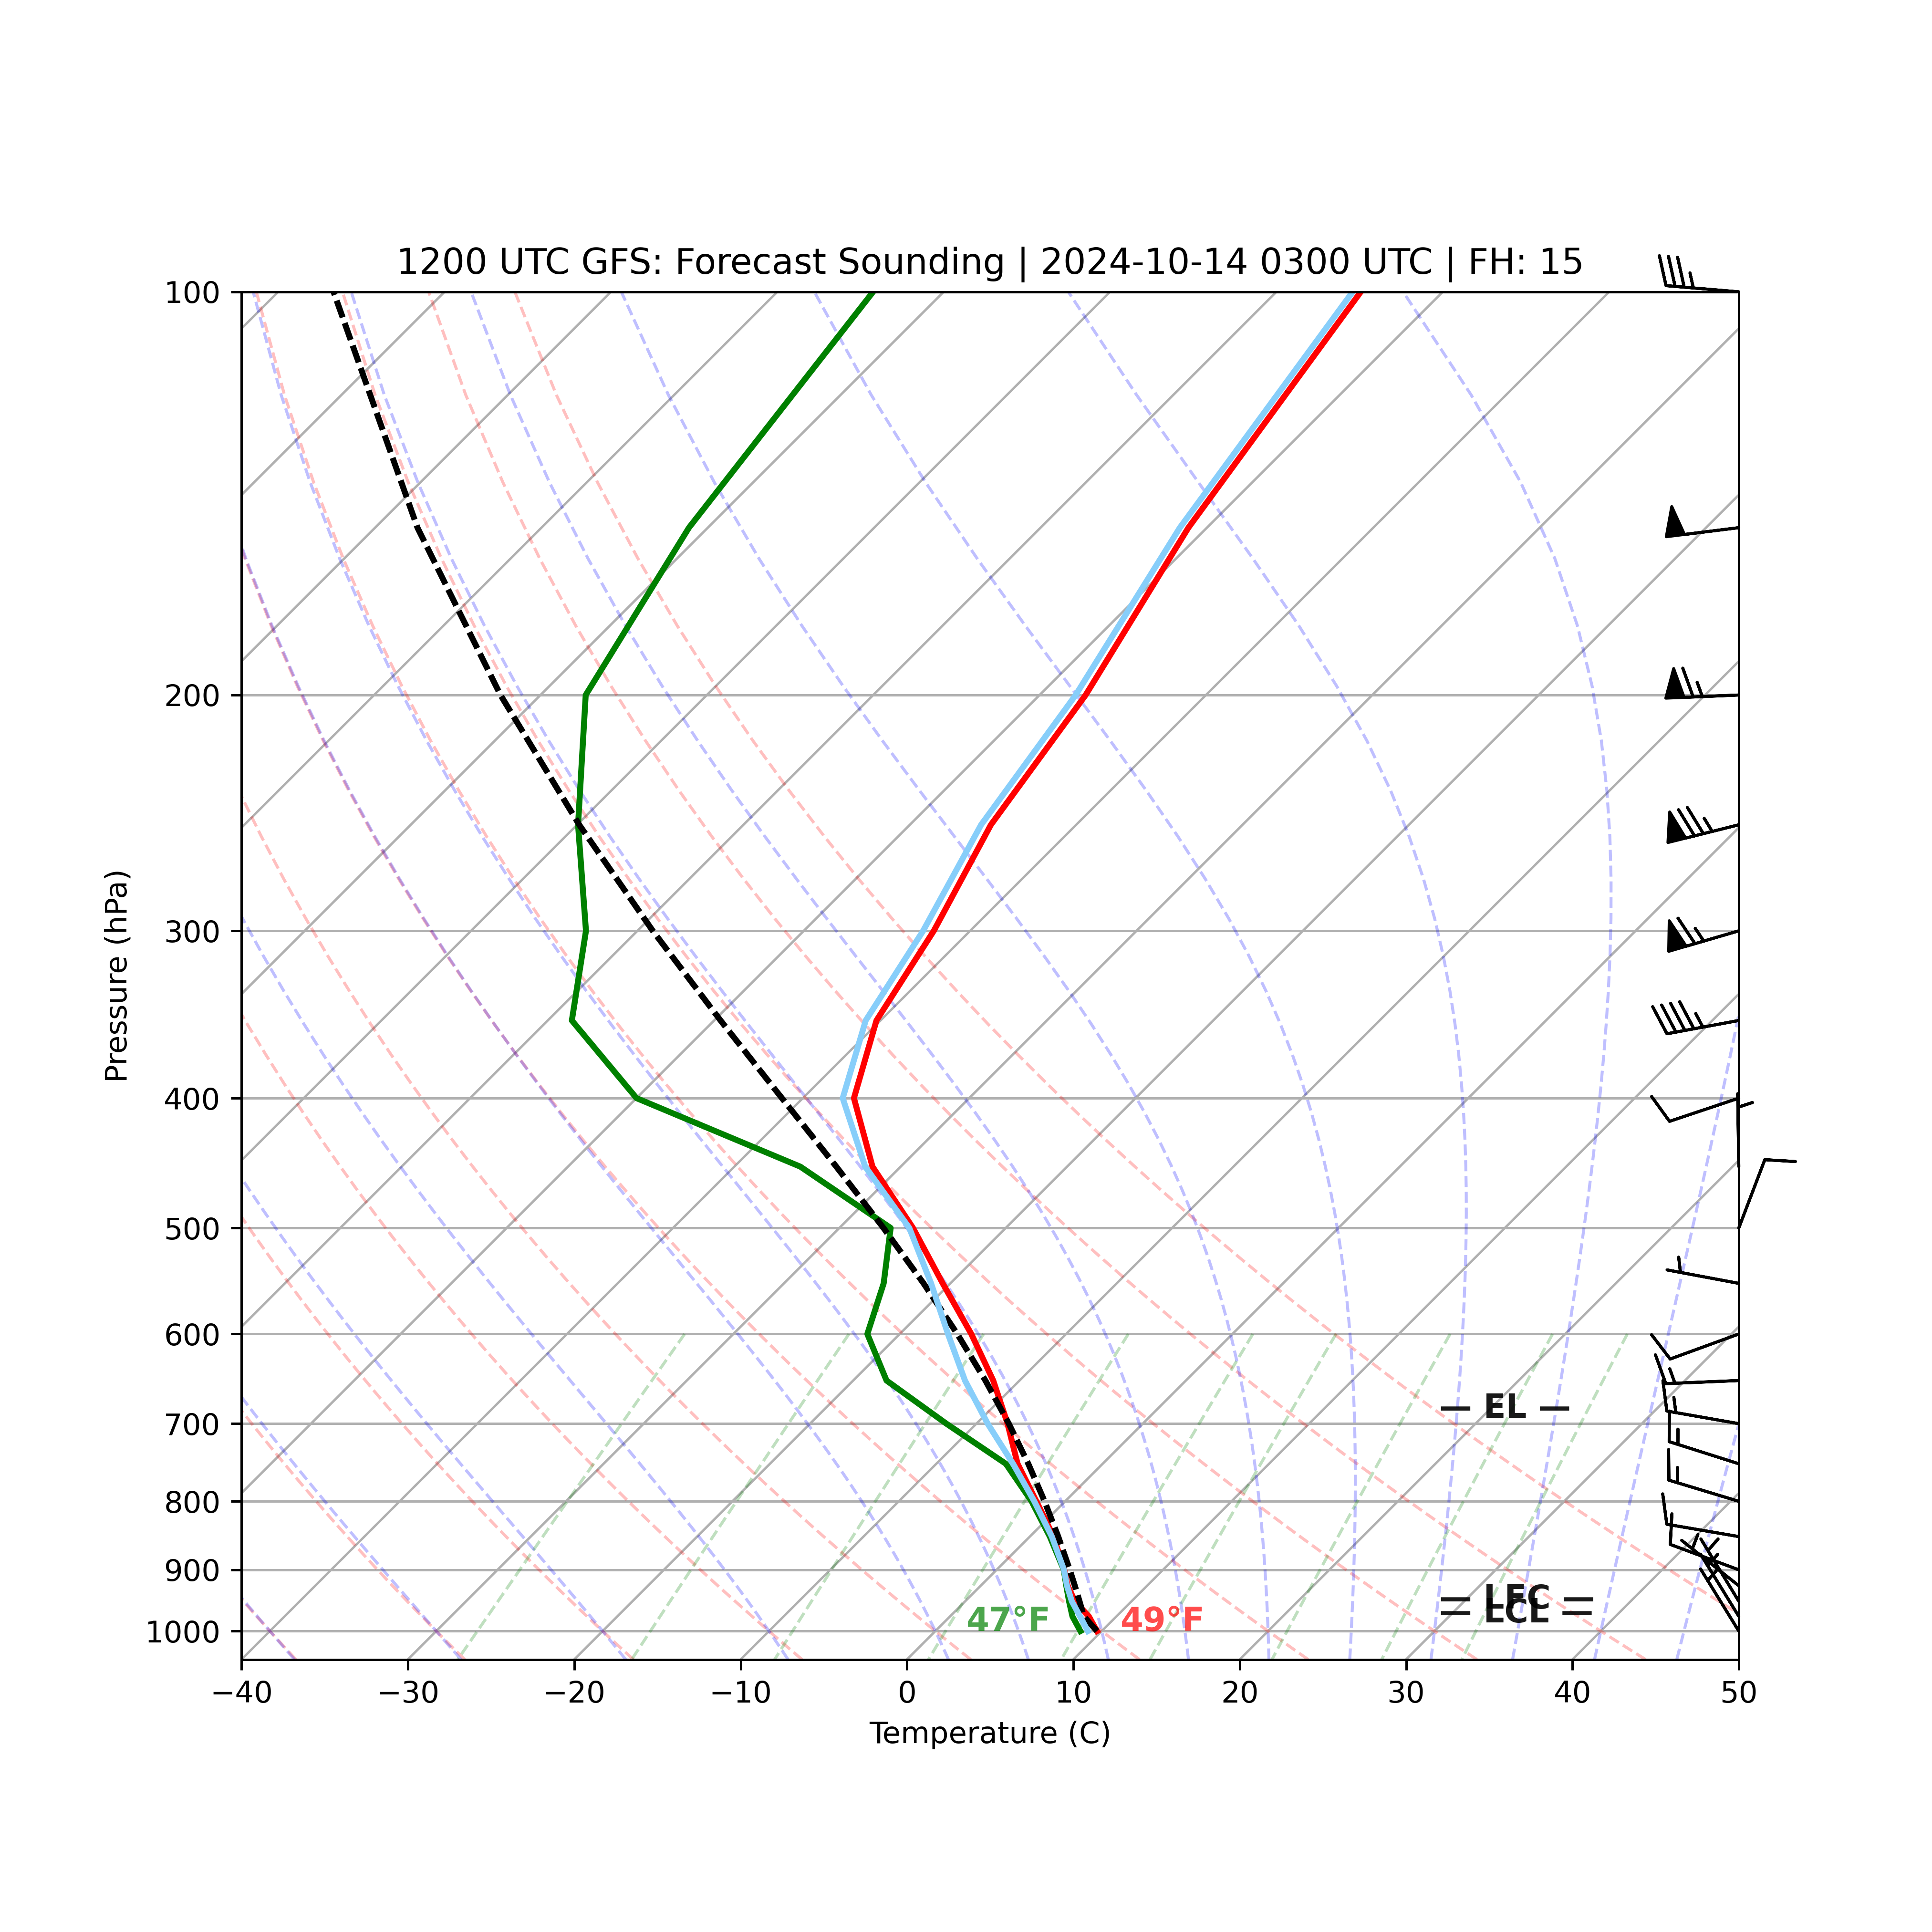 1200 UTC GFS: Forecast Sounding | 2024-10-14 0300 UTC | FH: 15
100
200
300
400
500
600
700
800
900
1000
Pressure (hPa)
— EL —
— LFC —
— LCL —
47°F
49°F
−40
−30
−20
−10
0
10
20
30
40
50
Temperature (C)